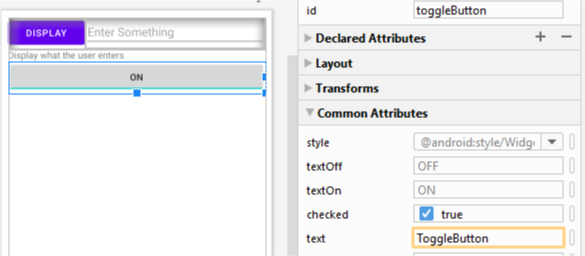 DISPLAY
Enter Something
Display what the user enters
ON
id
toggleButton
Declared Attributes
Layout
Transforms
Common Attributes
style
@android:style/Widg
textOff
OFF
textOn
ON
checked
true
text
ToggleButton